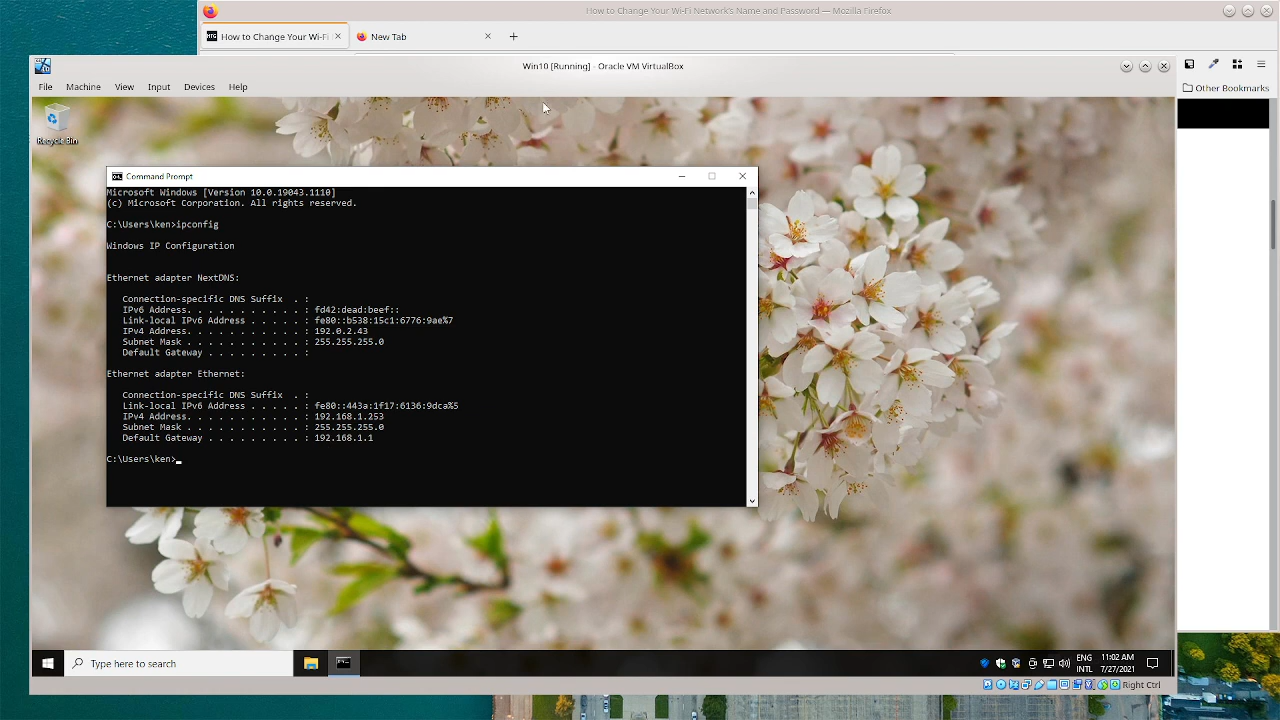 How to Change Your Wi-Fi Network's Name and Password — Mozilla Firefox
How to Change Your Wi-Fi
New Tab
Win10 [Running] - Oracle VM VirtualBox
File Machine View Input Devices Help
Other Bookmarks
Recycle Bin
Command Prompt
Microsoft Windows [Version 10.0.19043.1110]
(c) Microsoft Corporation. All rights reserved.
C:\Users\ken>ipconfig
Windows IP Configuration
Ethernet adapter NextDNS:
Connection-specific DNS Suffix . :
IPv6 Address. . . . . . . . . . . : fd42:dead:beef::
Link-local IPv6 Address . . . . . : fe80::b538:15c1:6776:9ae%7
IPv4 Address. . . . . . . . . . . : 192.0.2.43
Subnet Mask . . . . . . . . . . . : 255.255.255.0
Default Gateway . . . . . . . . . :
Ethernet adapter Ethernet:
Connection-specific DNS Suffix . :
Link-local IPv6 Address . . . . . : fe80::443a:1f17:6136:9dca%5
IPv4 Address. . . . . . . . . . . : 192.168.1.253
Subnet Mask . . . . . . . . . . . : 255.255.255.0
Default Gateway . . . . . . . . . : 192.168.1.1
C:\Users\ken>
Type here to search
ENG
INTL
11:02 AM
7/27/2021
Right Ctrl